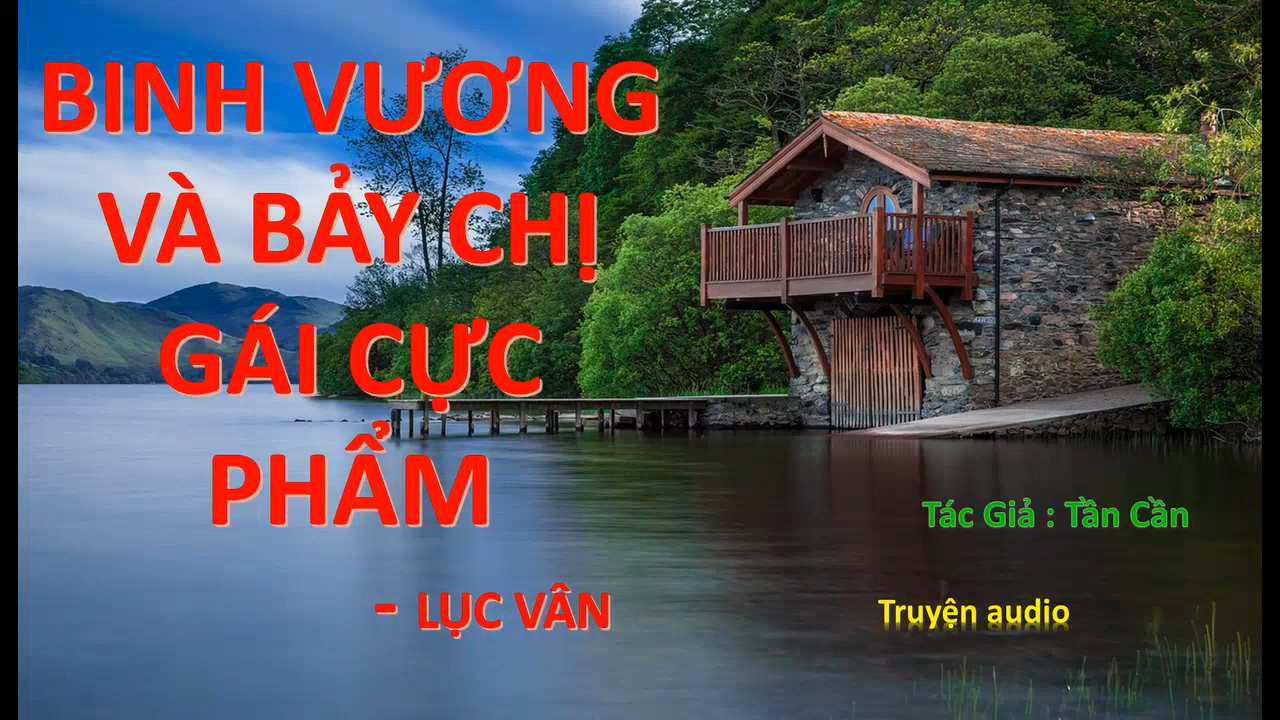 BINH VƯƠNG
VÀ BẢY CHỊ
GÁI CỰC
PHẨM
- LỤC VÂN
Tác Giả : Tần Cần
Truyện audio